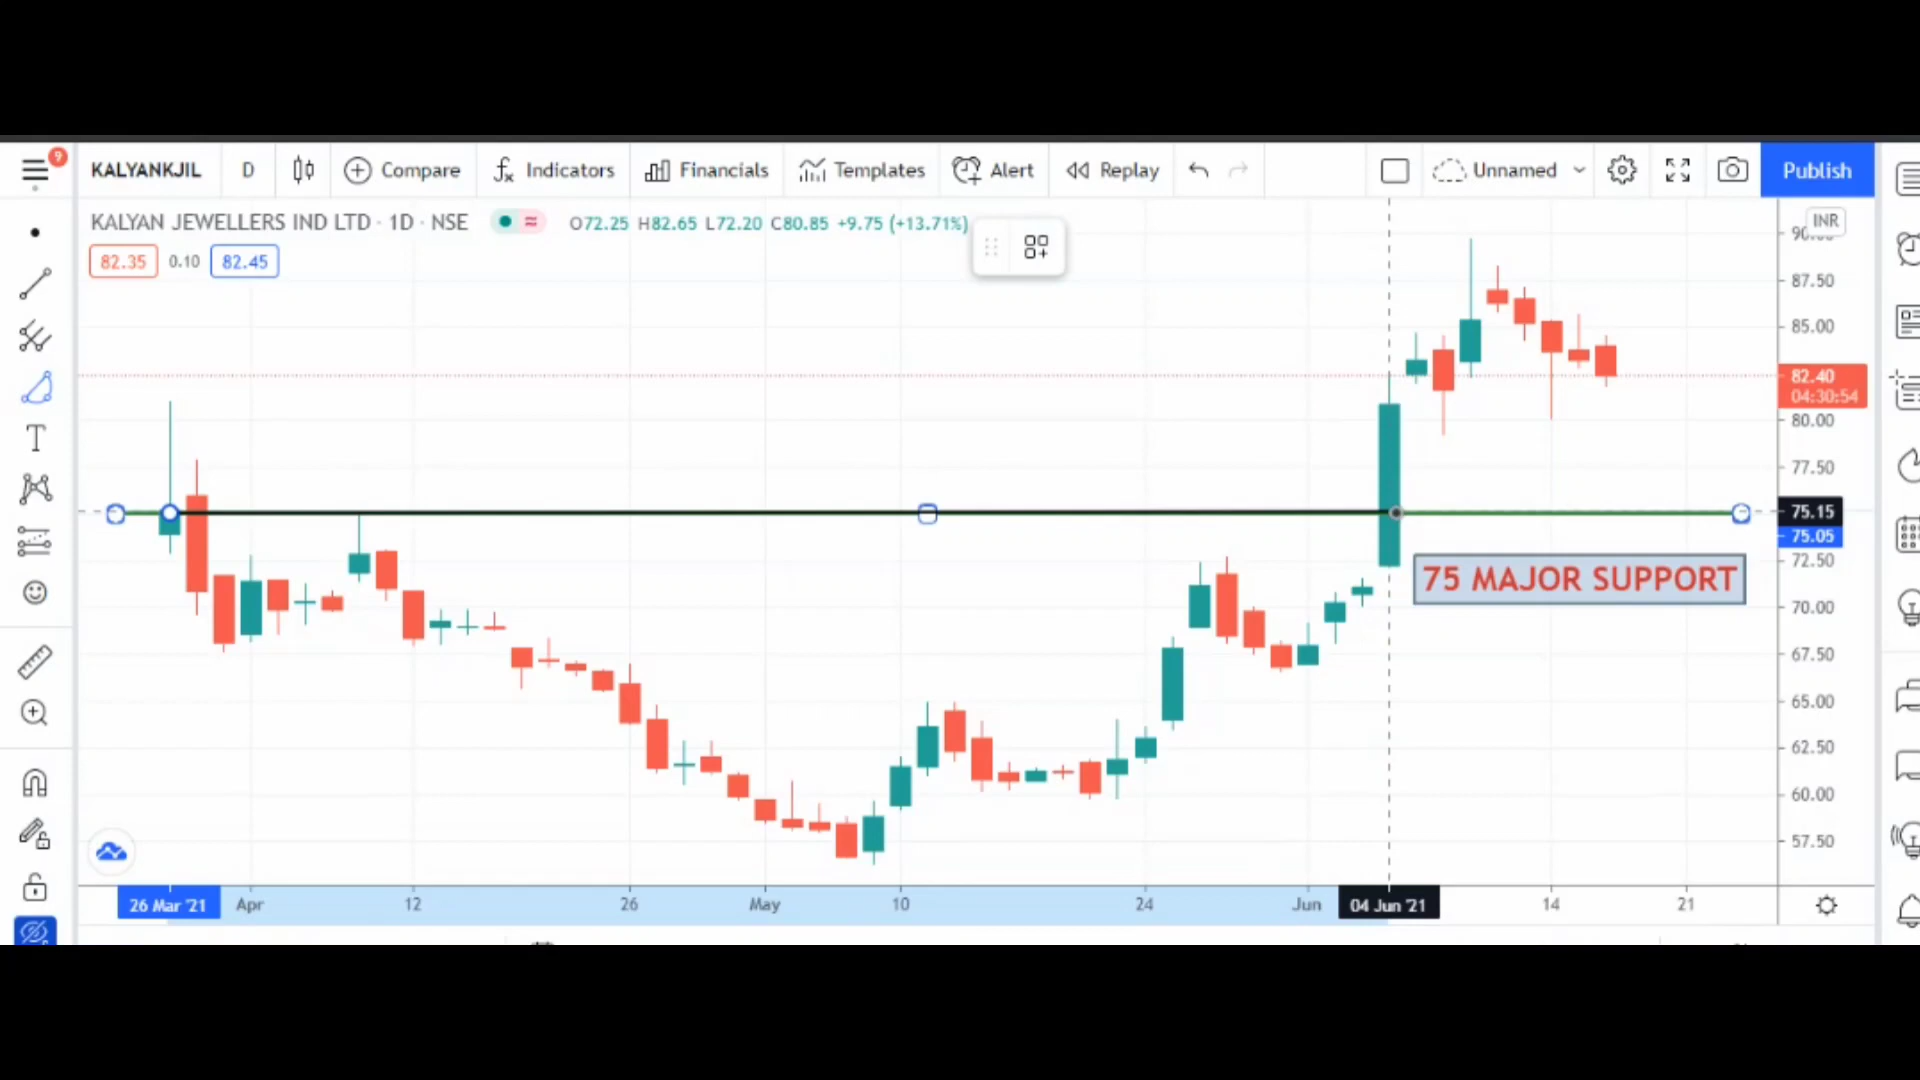 9
KALYANKJIL D Compare Indicators Financials Templates Alert Replay Unnamed Publish
KALYAN JEWELLERS IND LTD · 1D · NSE O72.25 H82.65 L72.20 C80.85 +9.75 (+13.71%)
INR
82.35 0.10 82.45
87.50
85.00
82.40
04:30:54
80.00
77.50
75.15
75.05
72.50
75 MAJOR SUPPORT
70.00
67.50
65.00
62.50
60.00
57.50
26 Mar '21 Apr 12 26 May 10 24 Jun 04 Jun '21 14 21